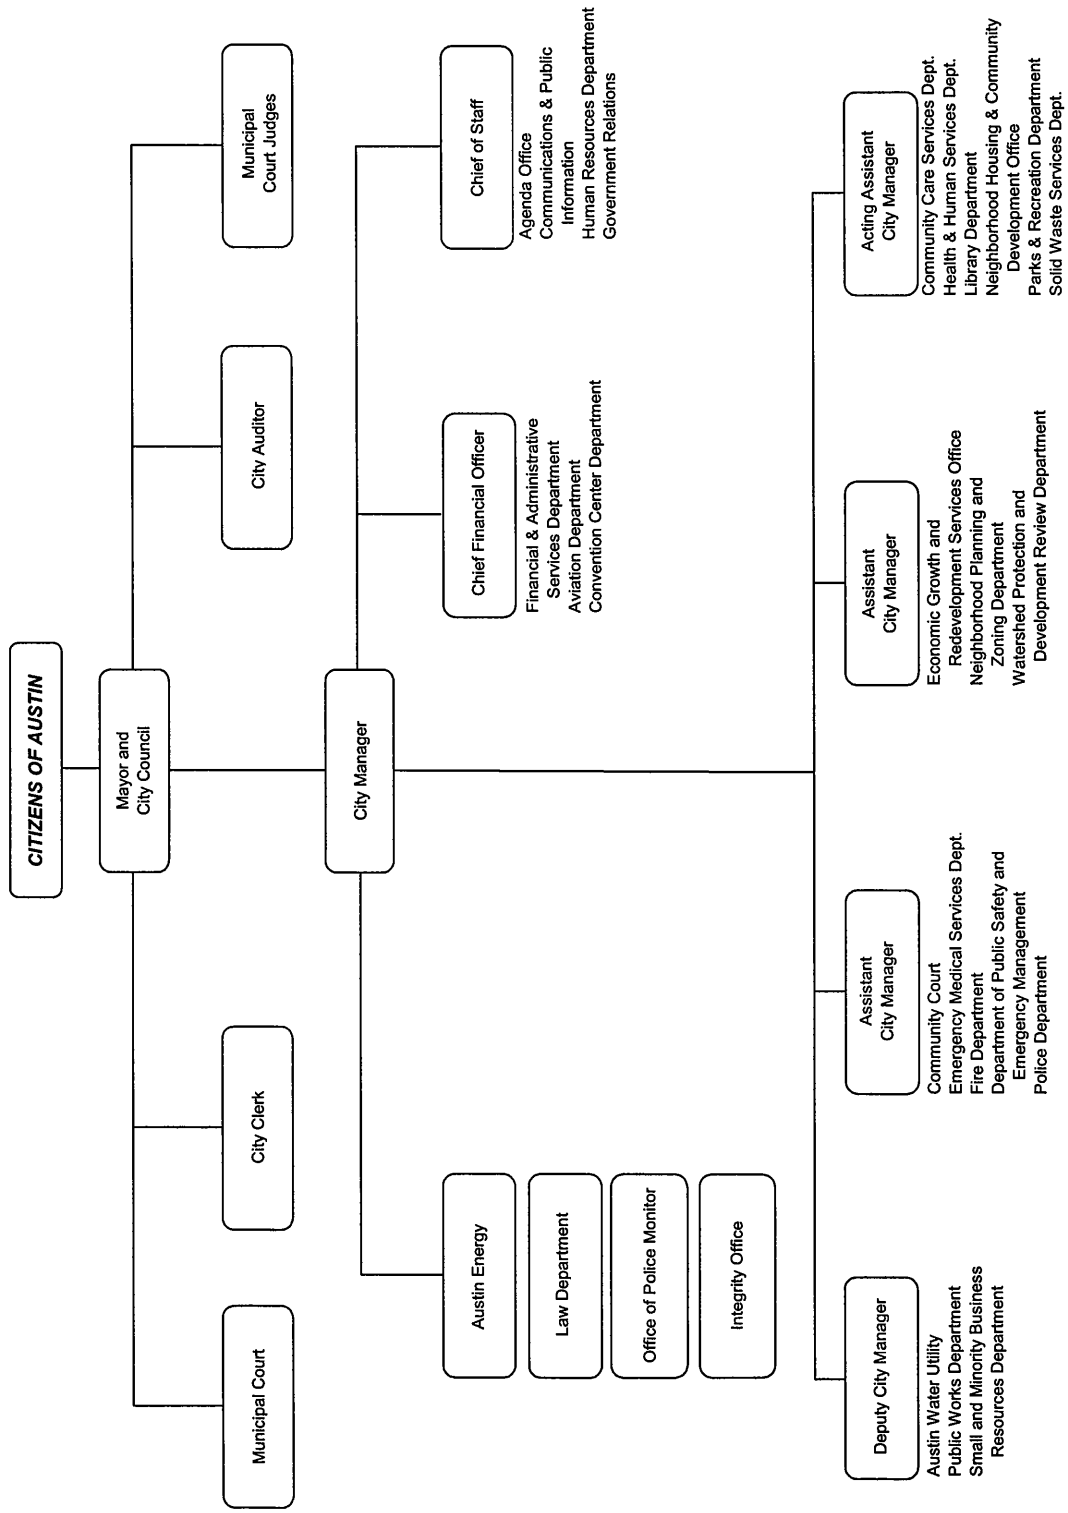 CITIZENS OF AUSTIN
Mayor and
City Council
Municipal Court
City Clerk
City Auditor
Municipal
Court Judges
City Manager
Austin Energy
Law Department
Office of Police Monitor
Integrity Office
Chief Financial Officer
Financial & Administrative
Services Department
Aviation Department
Convention Center Department
Chief of Staff
Agenda Office
Communications & Public
Information
Human Resources Department
Government Relations
Deputy City Manager
Austin Water Utility
Public Works Department
Small and Minority Business
Resources Department
Assistant
City Manager
Community Court
Emergency Medical Services Dept.
Fire Department
Department of Public Safety and
Emergency Management
Police Department
Assistant
City Manager
Economic Growth and
Redevelopment Services Office
Neighborhood Planning and
Zoning Department
Watershed Protection and
Development Review Department
Acting Assistant
City Manager
Community Care Services Dept.
Health & Human Services Dept.
Library Department
Neighborhood Housing & Community
Development Office
Parks & Recreation Department
Solid Waste Services Dept.